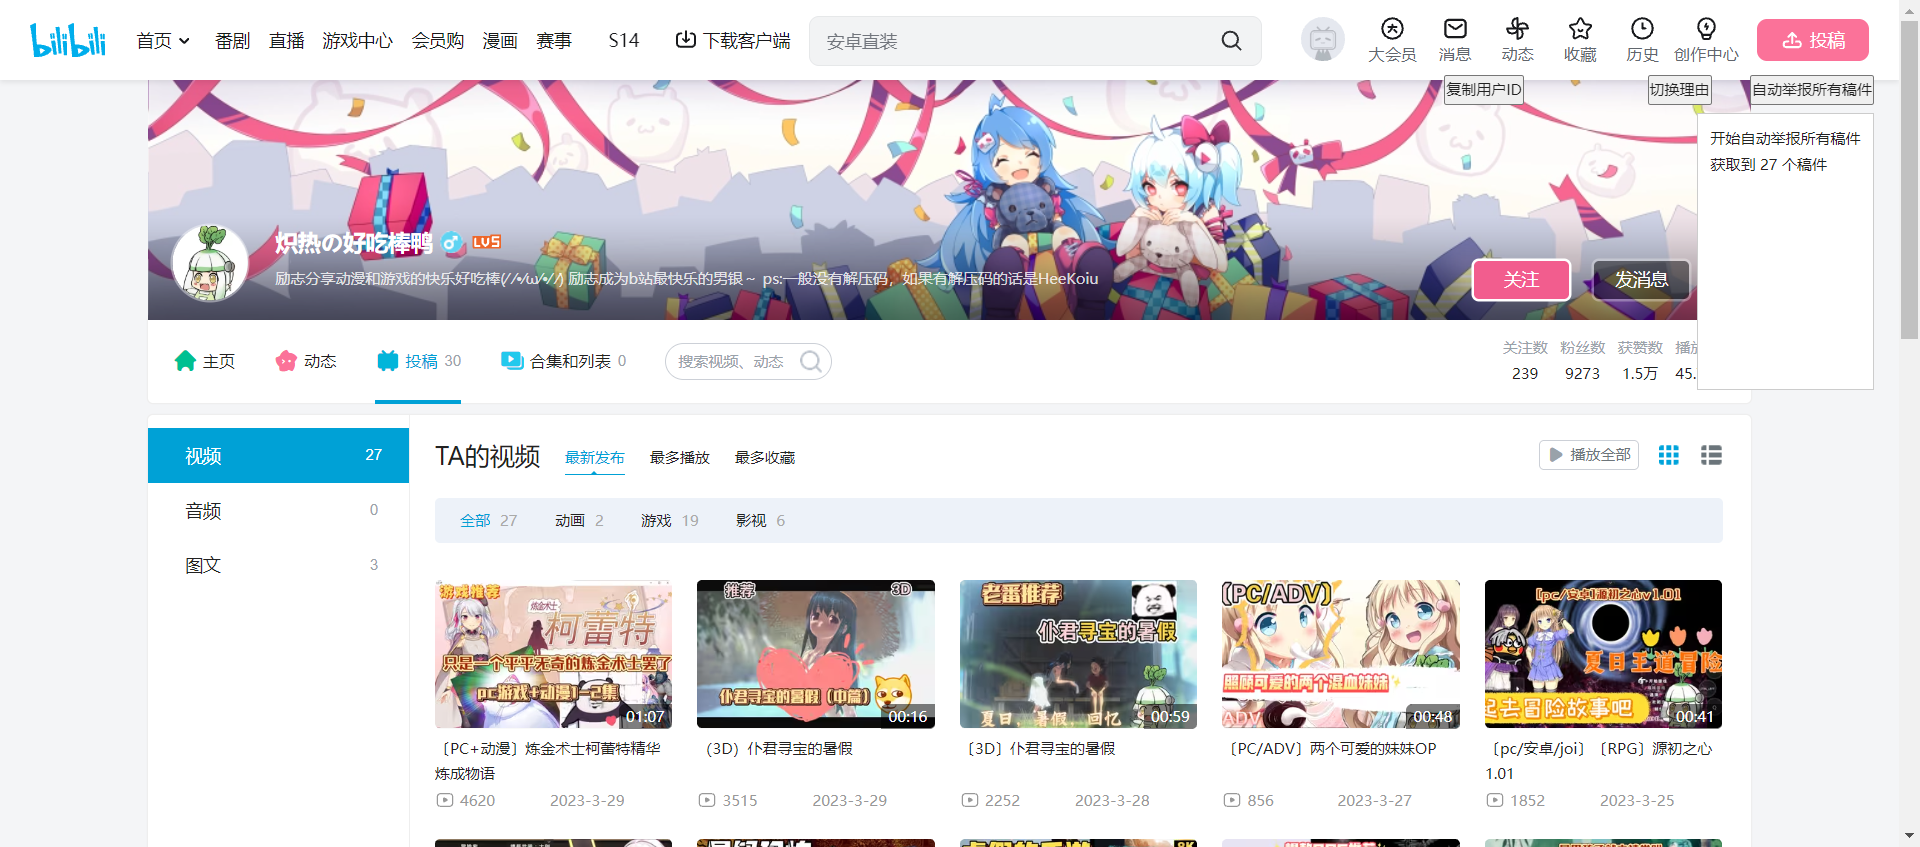 bilibili
首页
番剧
直播
游戏中心
会员购
漫画
赛事
S14
下载客户端
安卓直装
大会员
消息
动态
收藏
历史
创作中心
投稿
复制用户ID
切换理由
自动举报所有稿件
开始自动举报所有稿件
获取到 27 个稿件
炽热の好吃棒鸭
LV5
励志分享动漫和游戏的快乐好吃棒(⁄ ⁄•⁄ω⁄•⁄ ⁄) 励志成为b站最快乐的男银～ ps:一般没有解压码，如果有解压码的话是HeeKoiu
关注
发消息
主页
动态
投稿 30
合集和列表 0
搜索视频、动态
关注数
239
粉丝数
9273
获赞数
1.5万
播放
45.
视频 27
音频 0
图文 3
TA的视频
最新发布
最多播放
最多收藏
播放全部
全部 27
动画 2
游戏 19
影视 6
游戏推荐
炼金术士
柯蕾特
只是一个平平无奇的炼金术士罢了
pc游戏+动漫1-2集
01:07
〔PC+动漫〕炼金术士柯蕾特精华
炼成物语
4620
2023-3-29
推荐
3D
仆君寻宝的暑假（中篇）
00:16
（3D）仆君寻宝的暑假
3515
2023-3-29
老番推荐
仆君寻宝的暑假
夏日，暑假 回忆
00:59
〔3D〕仆君寻宝的暑假
2252
2023-3-28
(PC/ADV)
照顾可爱的两个混血妹妹
ADV
00:48
〔PC/ADV〕两个可爱的妹妹OP
856
2023-3-27
[pc/安卓]源初之心v1.01
夏日王道冒险
起去冒险故事吧
00:41
〔pc/安卓/joi〕〔RPG〕源初之心
1.01
1852
2023-3-25
8K